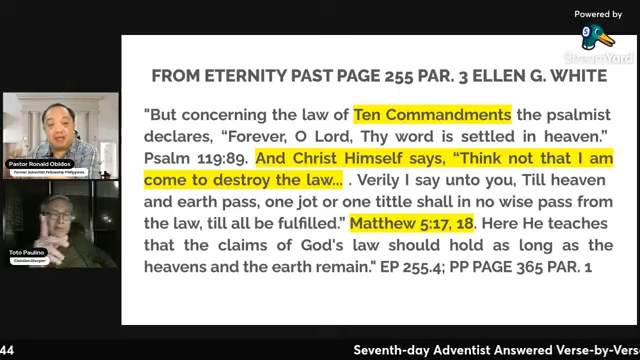 Powered by
StreamYard
FROM ETERNITY PAST PAGE 255 PAR. 3 ELLEN G. WHITE
"But concerning the law of Ten Commandments the psalmist
declares, “Forever, O Lord, Thy word is settled in heaven.”
Psalm 119:89. And Christ Himself says, “Think not that I am
come to destroy the law... . Verily I say unto you, Till heaven
and earth pass, one jot or one tittle shall in no wise pass from
the law, till all be fulfilled.” Matthew 5:17, 18. Here He teaches
that the claims of God's law should hold as long as the
heavens and the earth remain." EP 255.4; PP PAGE 365 PAR. 1
Pastor Ronald Obidos
Former Adventist Fellowship Philippines
Toto Paulino
Christian Disciple
44
Seventh-day Adventist Answered Verse-by-Verse